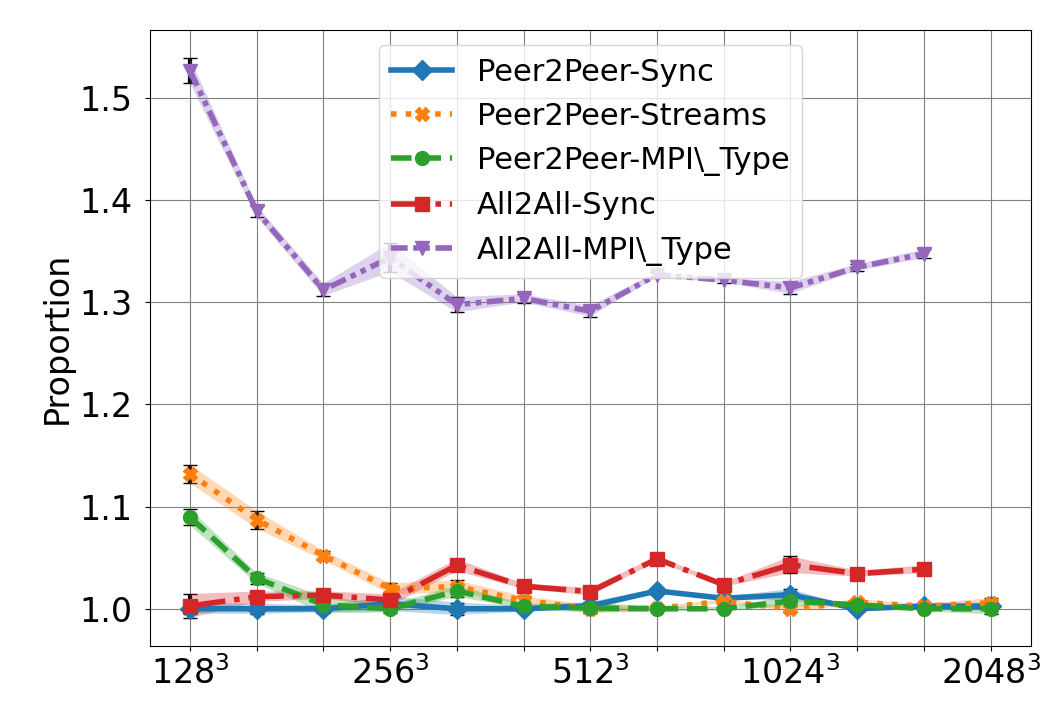 Proportion
1.5
1.4
1.3
1.2
1.1
1.0
Peer2Peer-Sync
Peer2Peer-Streams
Peer2Peer-MPI\_Type
All2All-Sync
All2All-MPI\_Type
128³ 256³ 512³ 1024³ 2048³